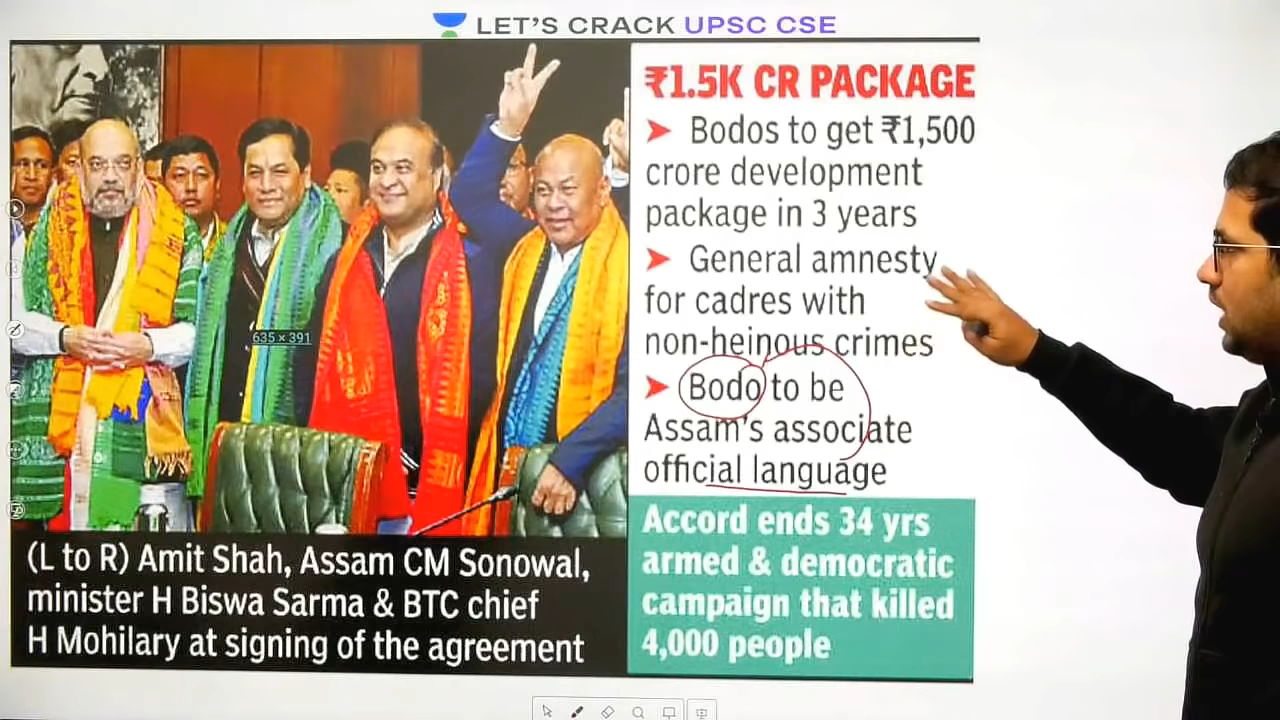 LET'S CRACK UPSC CSE
₹1.5K CR PACKAGE
➤ Bodos to get ₹1,500
crore development
package in 3 years
➤ General amnesty
for cadres with
non-heinous crimes
➤ Bodo to be
Assam's associate
official language
635 × 391
(L to R) Amit Shah, Assam CM Sonowal,
minister H Biswa Sarma & BTC chief
H Mohilary at signing of the agreement
Accord ends 34 yrs
armed & democratic
campaign that killed
4,000 people